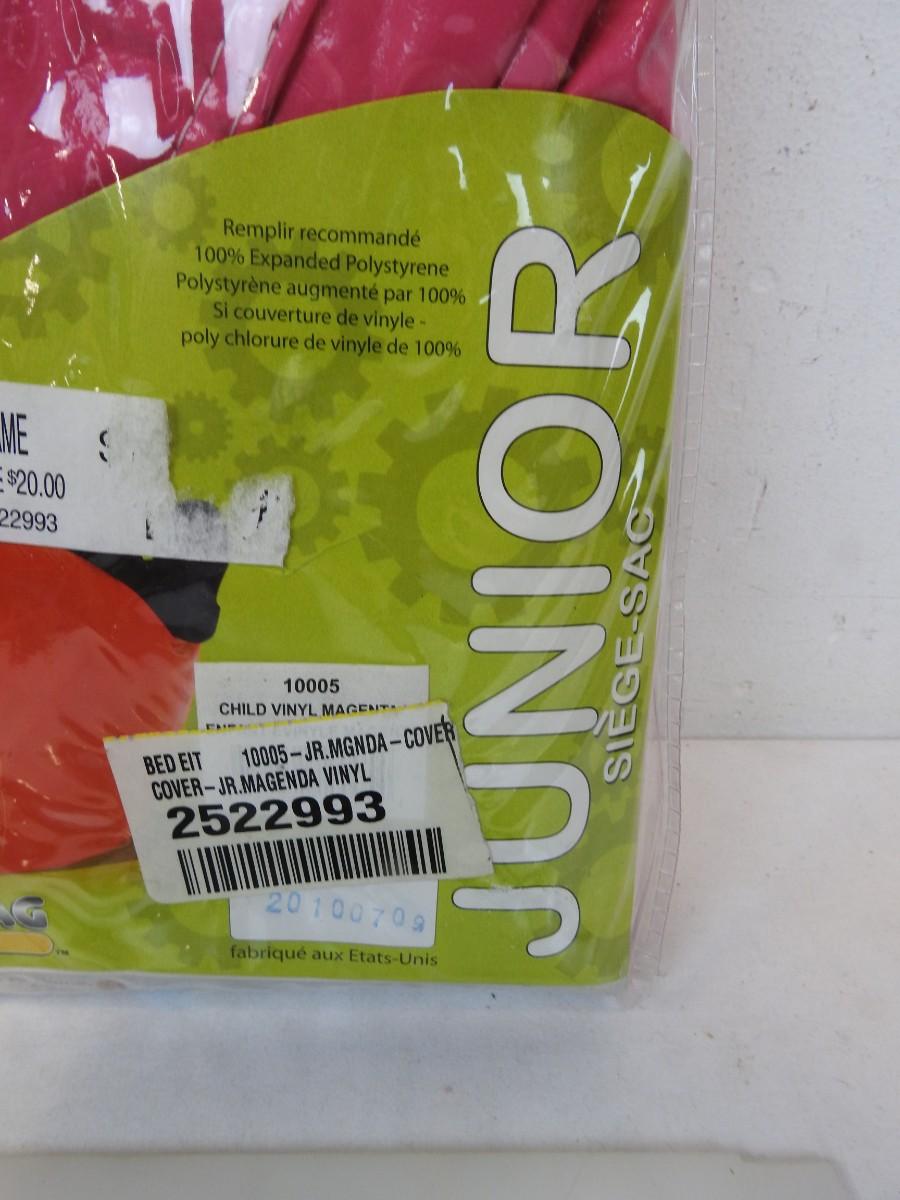 Remplir recommandé
100% Expanded Polystyrene
Polystyrène augmenté par 100%
Si couverture de vinyle -
poly chlorure de vinyle de 100%
JUNIOR
SIÈGE-SAC
$20.00
10005
CHILD VINYL MAGENTA
BED EIT 10005-JR.MGNDA-COVER
COVER-JR.MAGENDA VINYL
2522993
20100709
fabriqué aux Etats-Unis